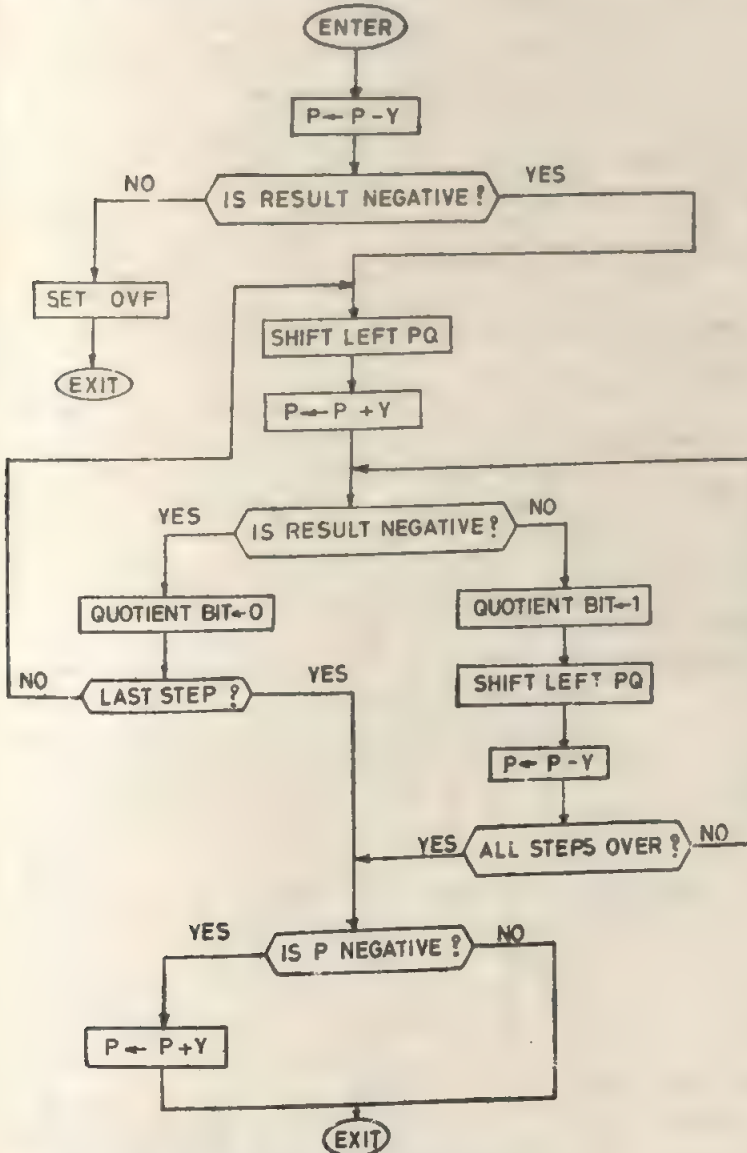 ENTER
P← P - Y
IS RESULT NEGATIVE?
NO
YES
SET OVF
EXIT
SHIFT LEFT PQ
P← P + Y
IS RESULT NEGATIVE?
YES
NO
QUOTIENT BIT←0
QUOTIENT BIT←1
LAST STEP ?
NO
YES
SHIFT LEFT PQ
P← P - Y
ALL STEPS OVER ?
YES
NO
IS P NEGATIVE ?
YES
NO
P ← P + Y
EXIT